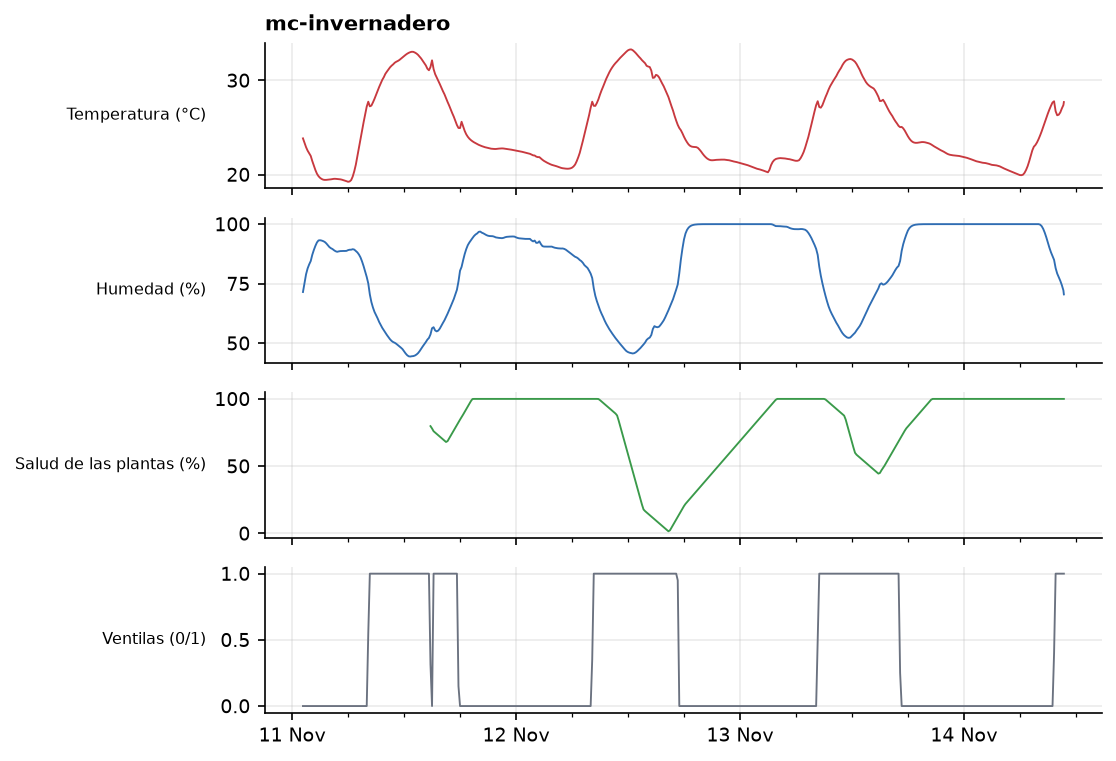 mc-invernadero
30
Temperatura (°C)
20
100
75
Humedad (%)
50
100
Salud de las plantas (%)
50
0
1.0
Ventilas (0/1)
0.5
0.0
11 Nov
12 Nov
13 Nov
14 Nov